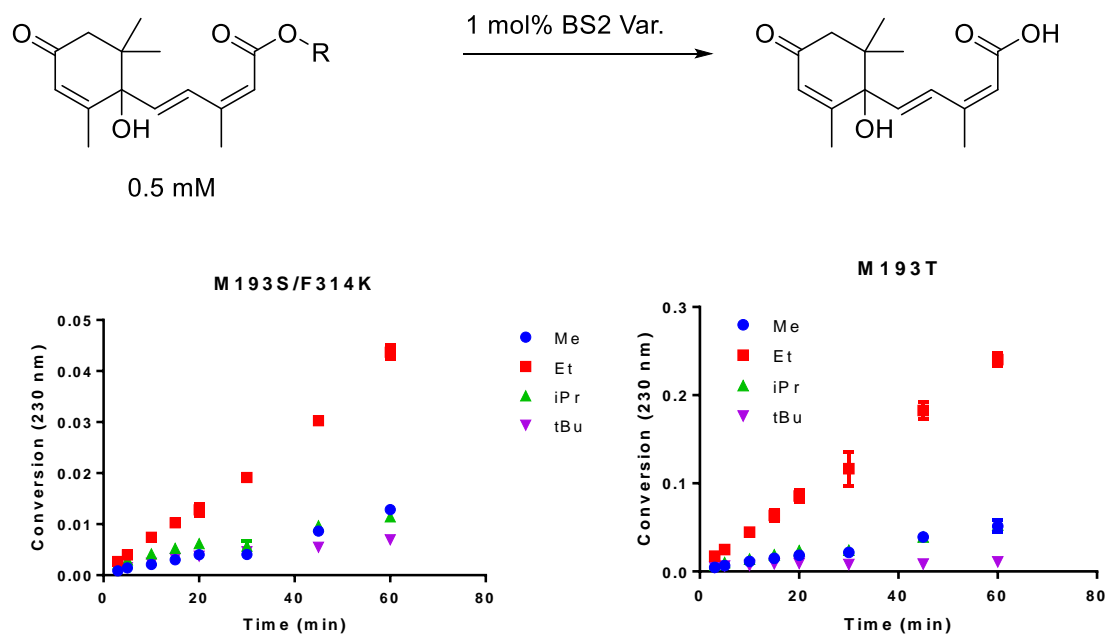 1 mol% BS2 Var.
O
O
O
R
OH
O
O
OH
OH
0.5 mM
M193S/F314K
Conversion (230 nm)
0.05
0.04
0.03
0.02
0.01
0.00
0
20
40
60
80
Time (min)
Me
Et
iPr
tBu
M193T
Conversion (230 nm)
0.3
0.2
0.1
0.0
0
20
40
60
80
Time (min)
Me
Et
iPr
tBu